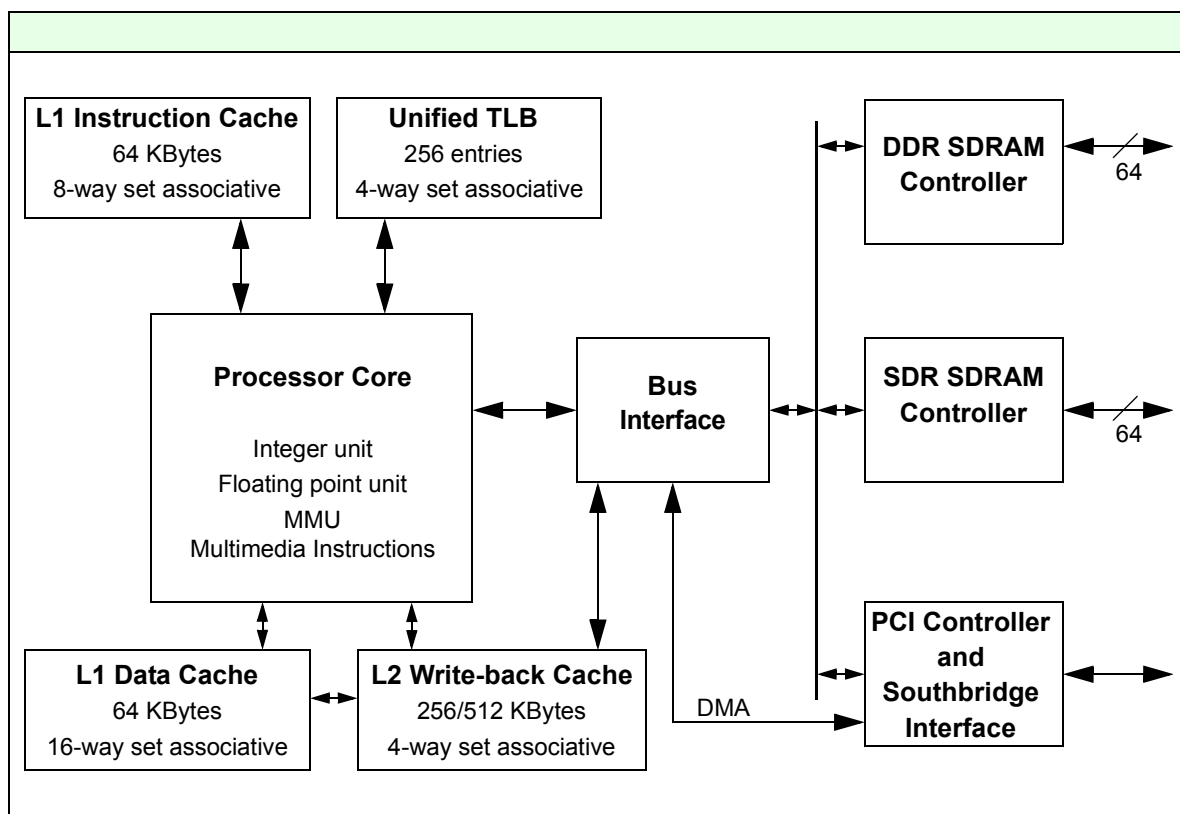 L1 Instruction Cache
64 KBytes
8-way set associative
Unified TLB
256 entries
4-way set associative
DDR SDRAM
Controller
64
Processor Core
Integer unit
Floating point unit
MMU
Multimedia Instructions
Bus
Interface
SDR SDRAM
Controller
64
L1 Data Cache
64 KBytes
16-way set associative
L2 Write-back Cache
256/512 KBytes
4-way set associative
DMA
PCI Controller
and
Southbridge
Interface